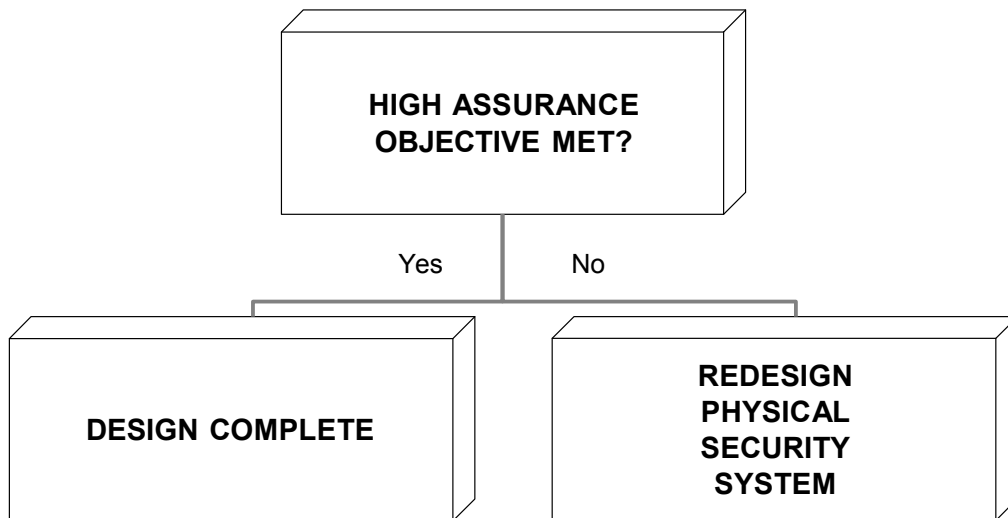 HIGH ASSURANCE
OBJECTIVE MET?
Yes
No
DESIGN COMPLETE
REDESIGN
PHYSICAL
SECURITY
SYSTEM